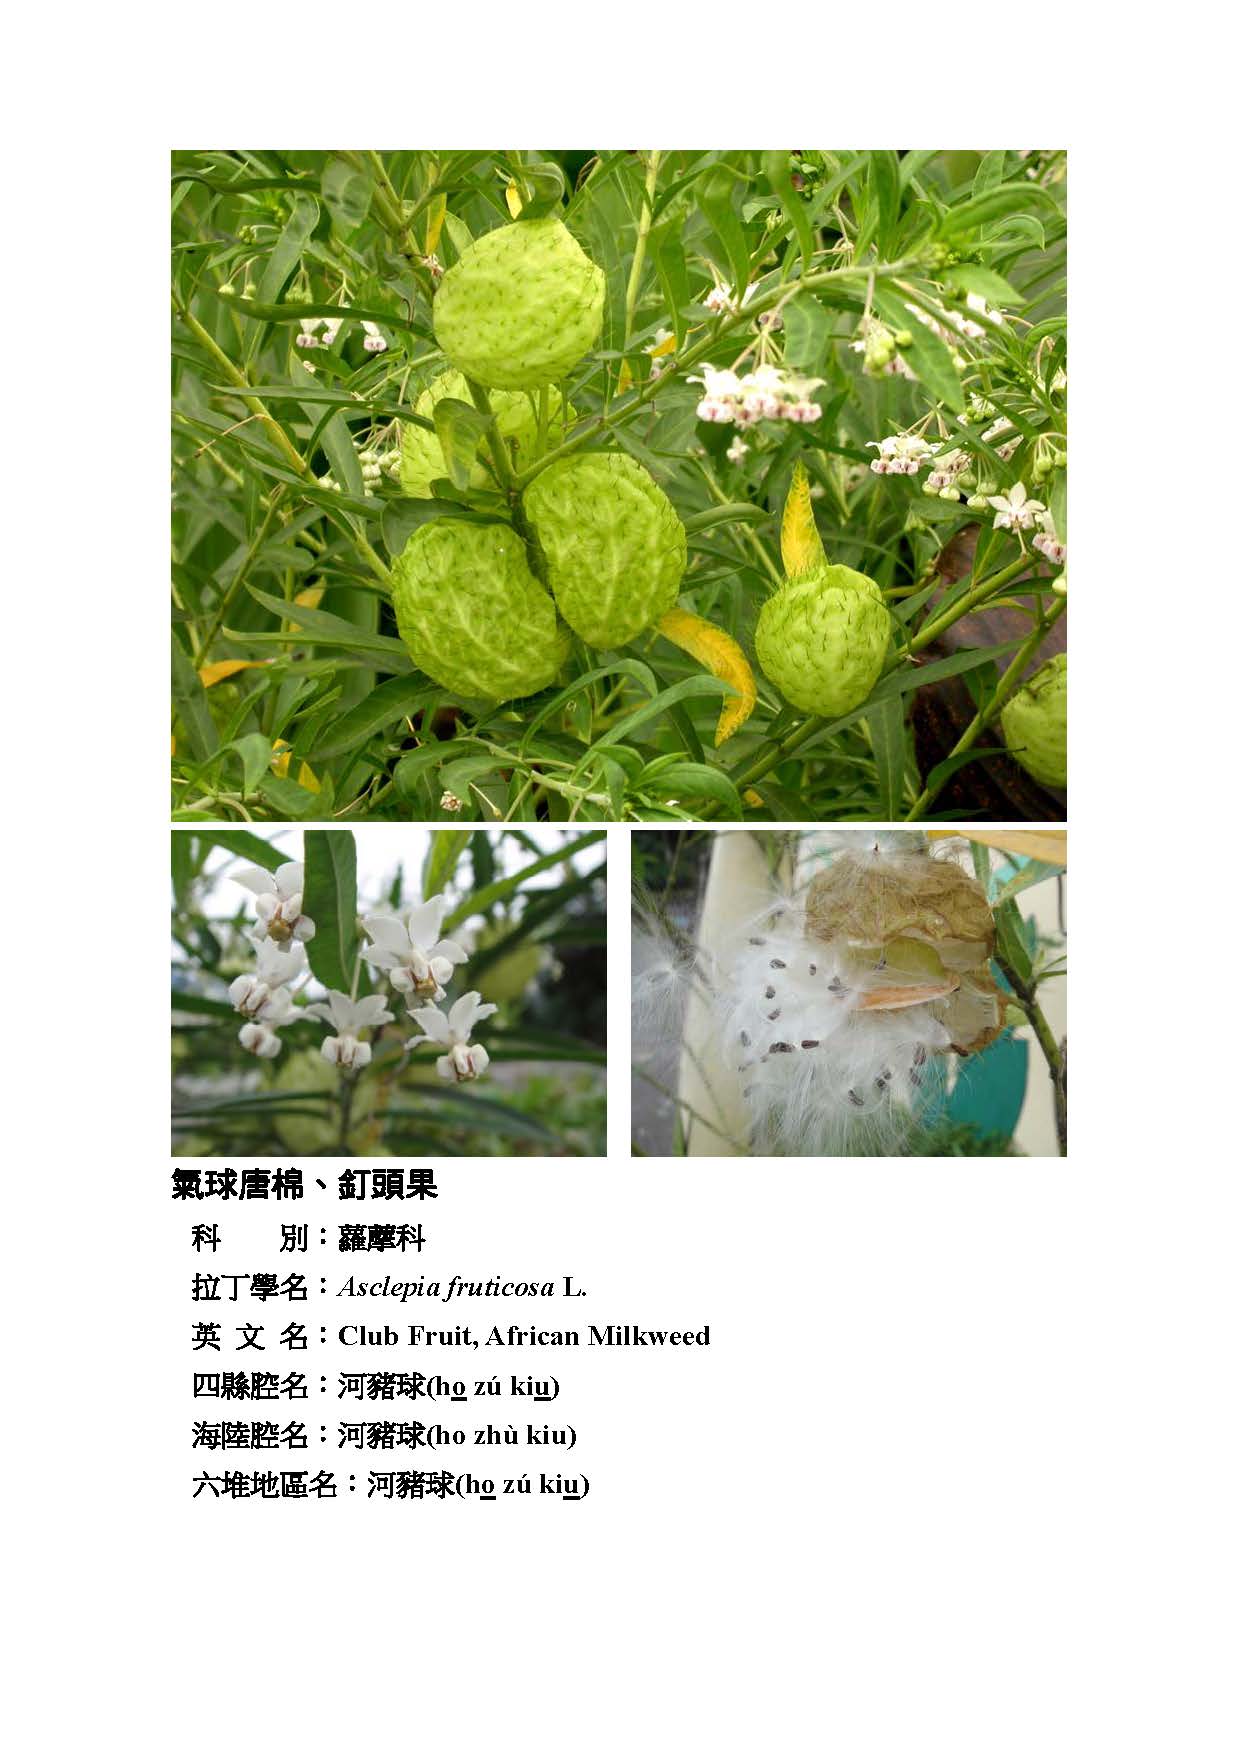 氣球唐棉、釘頭果
科　　別：蘿藦科
拉丁學名：Asclepia fruticosa L.
英 文 名：Club Fruit, African Milkweed
四縣腔名：河豬球(ho zú kiu)
海陸腔名：河豬球(ho zhù kiu)
六堆地區名：河豬球(ho zú kiu)